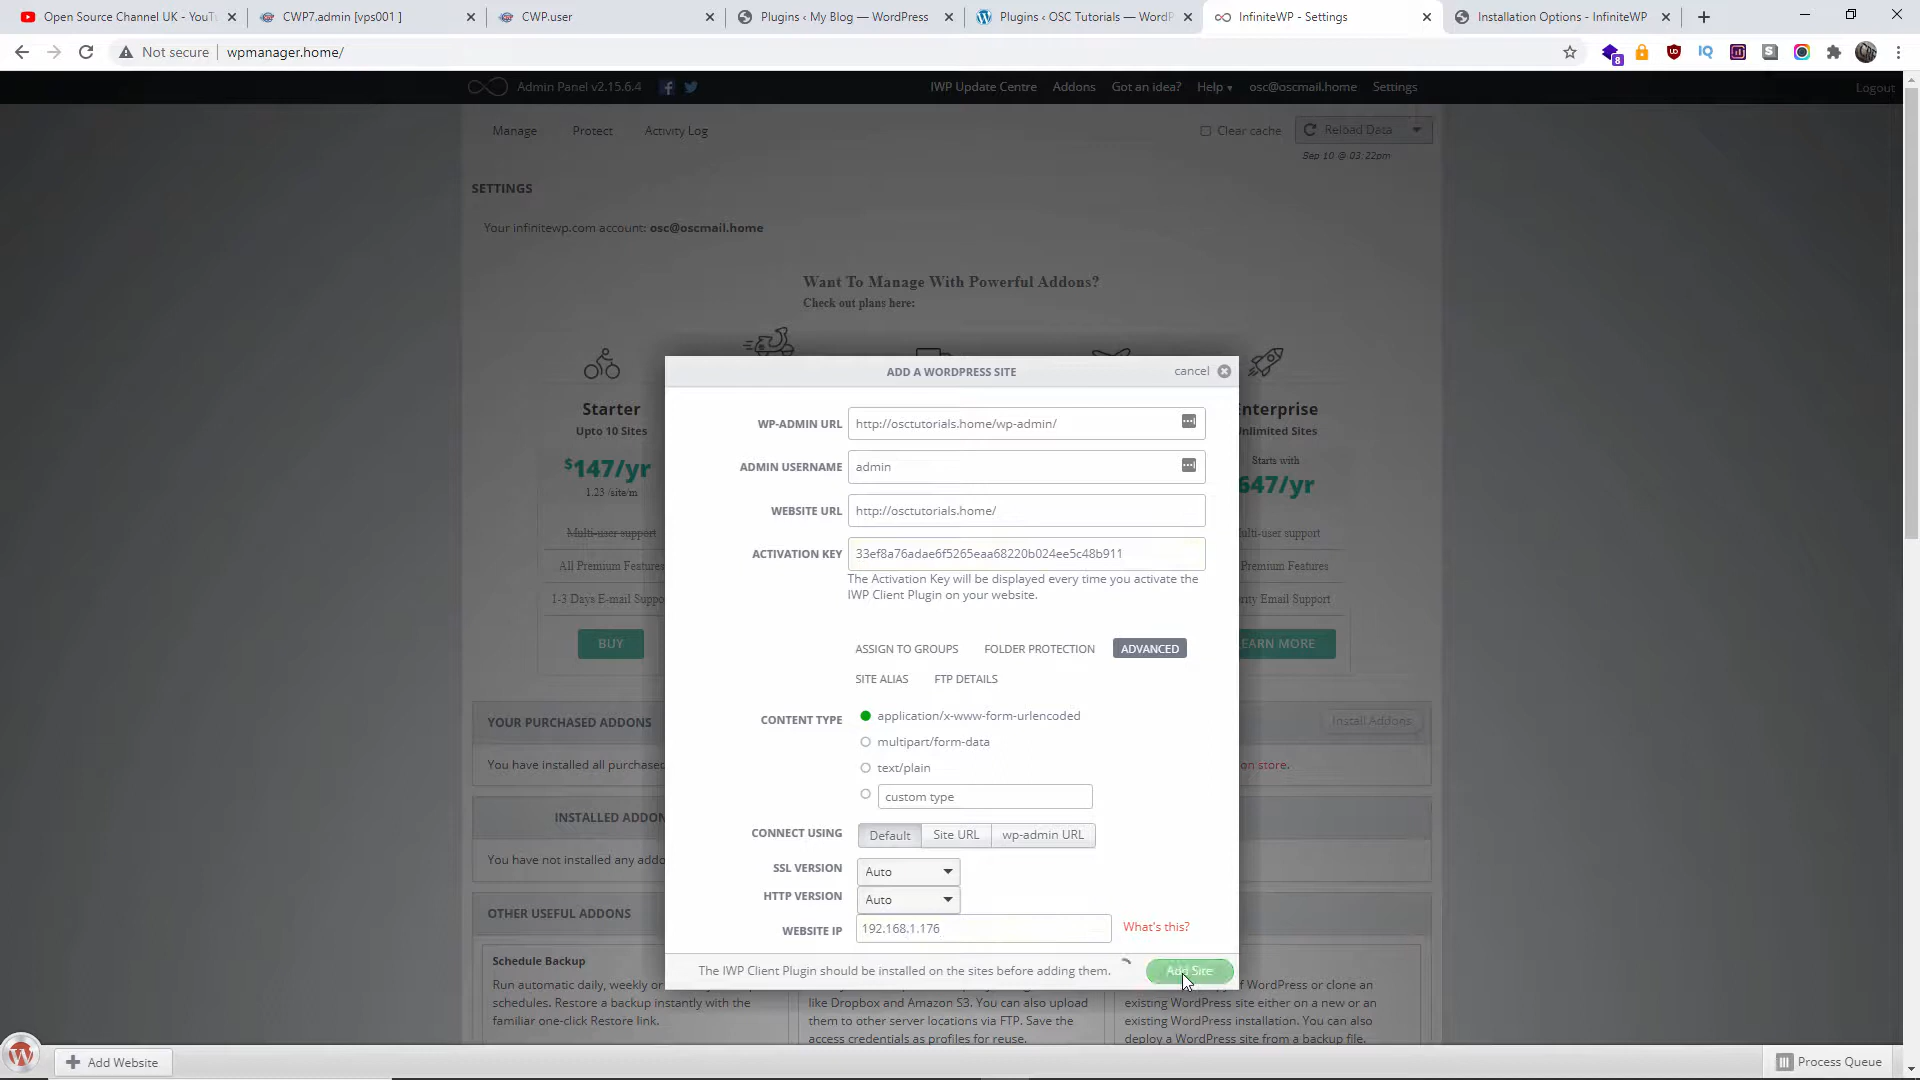 Open Source Channel UK - YouT
CWP7.admin [vps001 ]
CWP.user
Plugins ‹ My Blog — WordPress
Plugins ‹ OSC Tutorials — WordP
InfiniteWP - Settings
Installation Options - InfiniteWP
Not secure
wpmanager.home/
8
Admin Panel v2.15.6.4
IWP Update Centre
Addons
Got an idea?
Help
osc@oscmail.home
Settings
Logout
Manage
Protect
Activity Log
Clear cache
Reload Data
Sep 10 @ 03:22pm
SETTINGS
Your infinitewp.com account: osc@oscmail.home
Want To Manage With Powerful Addons?
Check out plans here:
ADD A WORDPRESS SITE
cancel
Starter
Upto 10 Sites
$147/yr
1.23 /site/m
Multi-user support
All Premium Features
1-3 Days E-mail Suppo
BUY
WP-ADMIN URL
http://osctutorials.home/wp-admin/
ADMIN USERNAME
admin
WEBSITE URL
http://osctutorials.home/
ACTIVATION KEY
33ef8a76adae6f5265eaa68220b024ee5c48b911
The Activation Key will be displayed every time you activate the
IWP Client Plugin on your website.
Enterprise
Unlimited Sites
Starts with
647/yr
ulti-user support
Premium Features
rity Email Support
EARN MORE
ASSIGN TO GROUPS
FOLDER PROTECTION
ADVANCED
SITE ALIAS
FTP DETAILS
CONTENT TYPE
application/x-www-form-urlencoded
multipart/form-data
text/plain
custom type
CONNECT USING
Default
Site URL
wp-admin URL
SSL VERSION
Auto
HTTP VERSION
Auto
WEBSITE IP
192.168.1.176
What's this?
The IWP Client Plugin should be installed on the sites before adding them.
Add Site
YOUR PURCHASED ADDONS
Install Addons
You have installed all purchase
on store.
INSTALLED ADDON
You have not installed any addo
OTHER USEFUL ADDONS
Schedule Backup
Run automatic daily, weekly or
schedules. Restore a backup instantly with the
familiar one-click Restore link.
like Dropbox and Amazon S3. You can also upload
them to other server locations via FTP. Save the
access credentials as profiles for reuse.
of WordPress or clone an
existing WordPress site either on a new or an
existing WordPress installation. You can also
deploy a WordPress site from a backup file.
Add Website
Process Queue